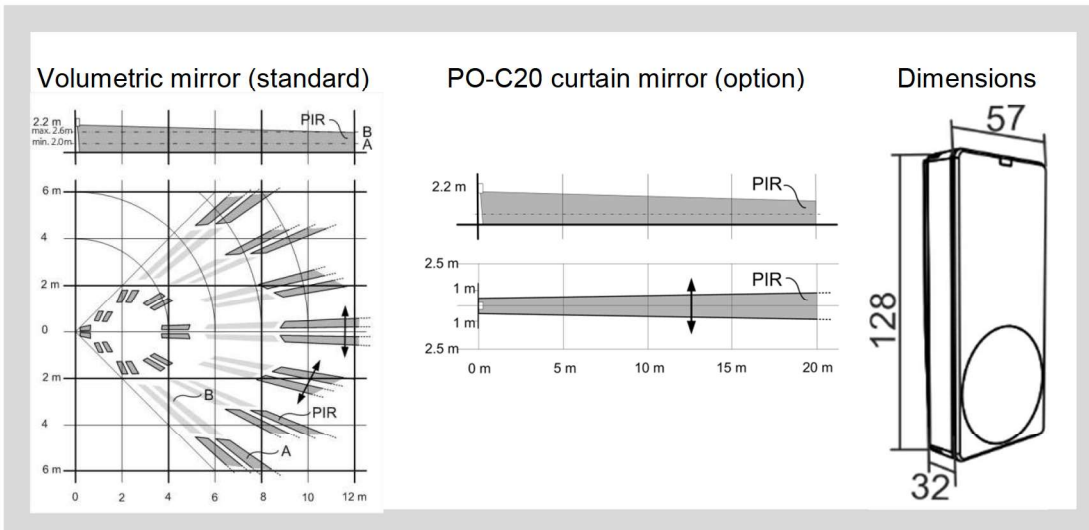 Volumetric mirror (standard)
2.2 m
max. 2.6m
min. 2.0m
PIR
B
A
6 m
4
2 m
0
2 m
4
6 m
B
PIR
A
0 2 4 6 8 10 12 m
PO-C20 curtain mirror (option)
2.2 m
PIR
2.5 m
1 m
1 m
2.5 m
PIR
0 m 5 m 10 m 15 m 20 m
Dimensions
57
128
32